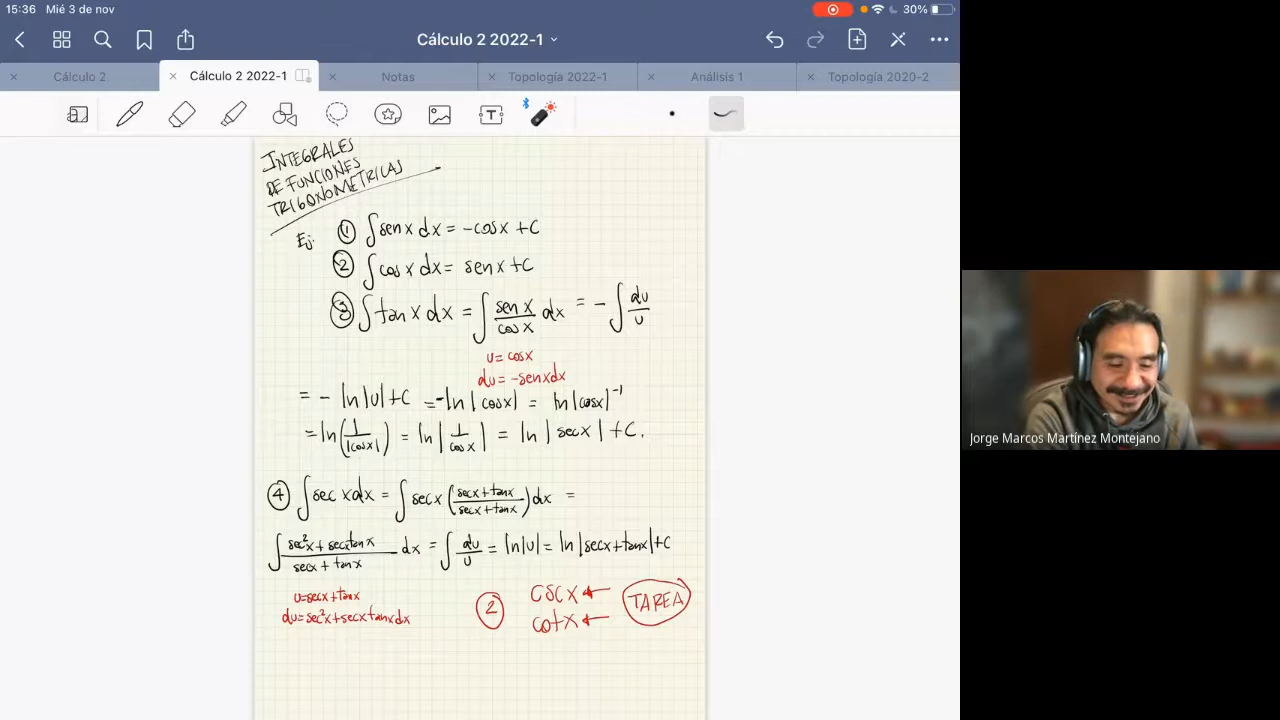 15:36 Mié 3 de nov
30%
Cálculo 2 2022-1
Cálculo 2
Cálculo 2 2022-1
Notas
Topología 2022-1
Análisis 1
Topología 2020-2
T
INTEGRALES
DE FUNCIONES
TRIGONOMÉTRICAS
Ej. ① ∫ sen x dx = -cos x + C
② ∫ cos x dx = sen x + C
③ ∫ tan x dx = ∫ sen x / cos x dx = - ∫ du / u
u = cos x
du = -sen x dx
= - ln|u| + C = -ln|cos x| = ln|cos x|⁻¹
= ln(1 / |cos x|) = ln|1 / cos x| = ln|sec x| + C.
④ ∫ sec x dx = ∫ sec x (sec x + tan x / sec x + tan x) dx =
∫ sec² x + sec x tan x / sec x + tan x dx = ∫ du / u = ln|u| = ln|sec x + tan x| + C
u = sec x + tan x
du = sec² x + sec x tan x dx
② csc x ← TAREA
cot x ←
Jorge Marcos Martínez Montejano